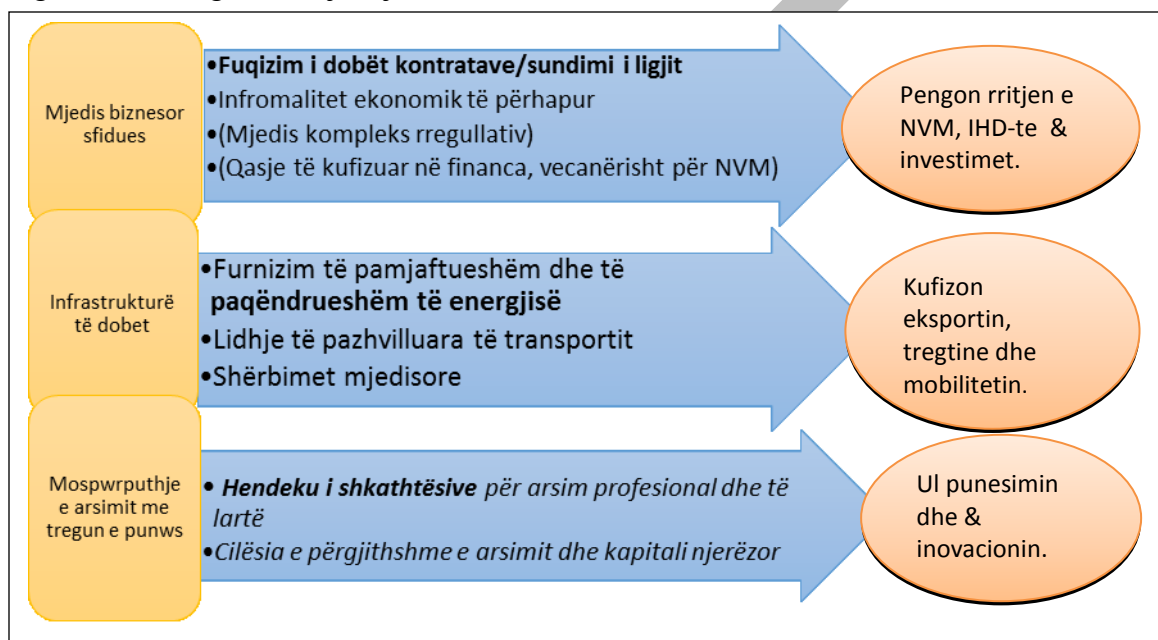 Mjedis biznesor
sfidues
•Fuqizim i dobët kontratave/sundimi i ligjit
•Infromalitet ekonomik të përhapur
•(Mjedis kompleks rregullativ)
•(Qasje të kufizuar në financa, vecanërisht për NVM)
Pengon rritjen e
NVM, IHD-te & 
investimet.
Infrastrukturë
të dobet
•Furnizim të pamjaftueshëm dhe të
paqëndrueshëm të energjisë
•Lidhje të pazhvilluara të transportit
•Shërbimet mjedisore
Kufizon
eksportin,
tregtine dhe
mobilitetin.
Mospwrputhje
e arsimit me
tregun e punws
• Hendeku i shkathtësive për arsim profesional dhe të
lartë
•Cilësia e përgjithshme e arsimit dhe kapitali njerëzor
Ul punesimin
dhe &
inovacionin.